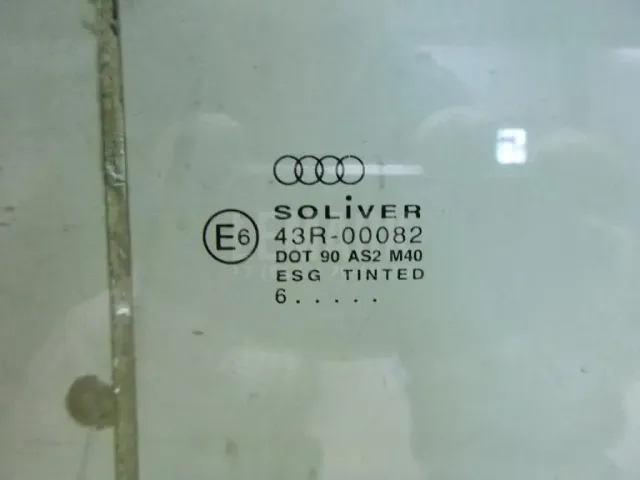 SOLiVER
E6 43R-00082
DOT 90 AS2 M40
ESG TINTED
6.....